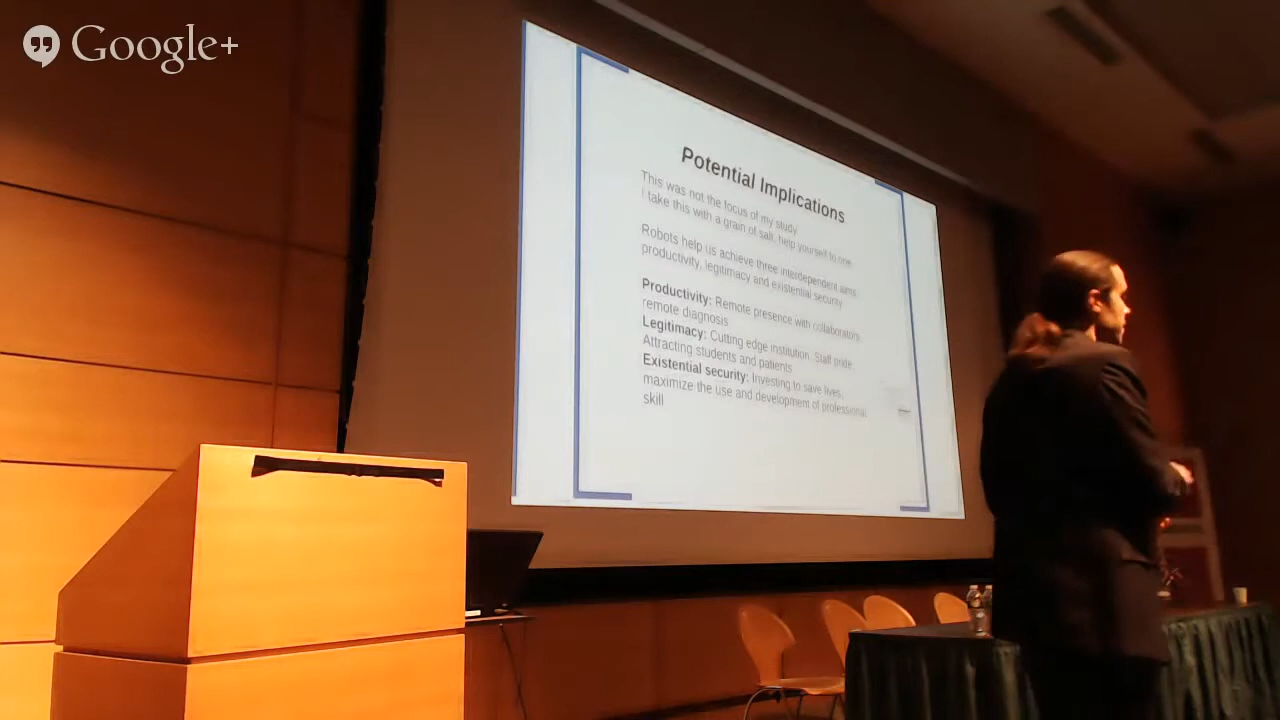 Google+
Potential Implications
This was not the focus of my study
I take this with a grain of salt, help yourself to one
Robots help us achieve three interdependent aims:
productivity, legitimacy and existential security
Productivity: Remote presence with collaborators,
remote diagnosis
Legitimacy: Cutting edge institution. Staff pride.
Attracting students and patients
Existential security: Investing to save lives,
maximize the use and development of professional
skill